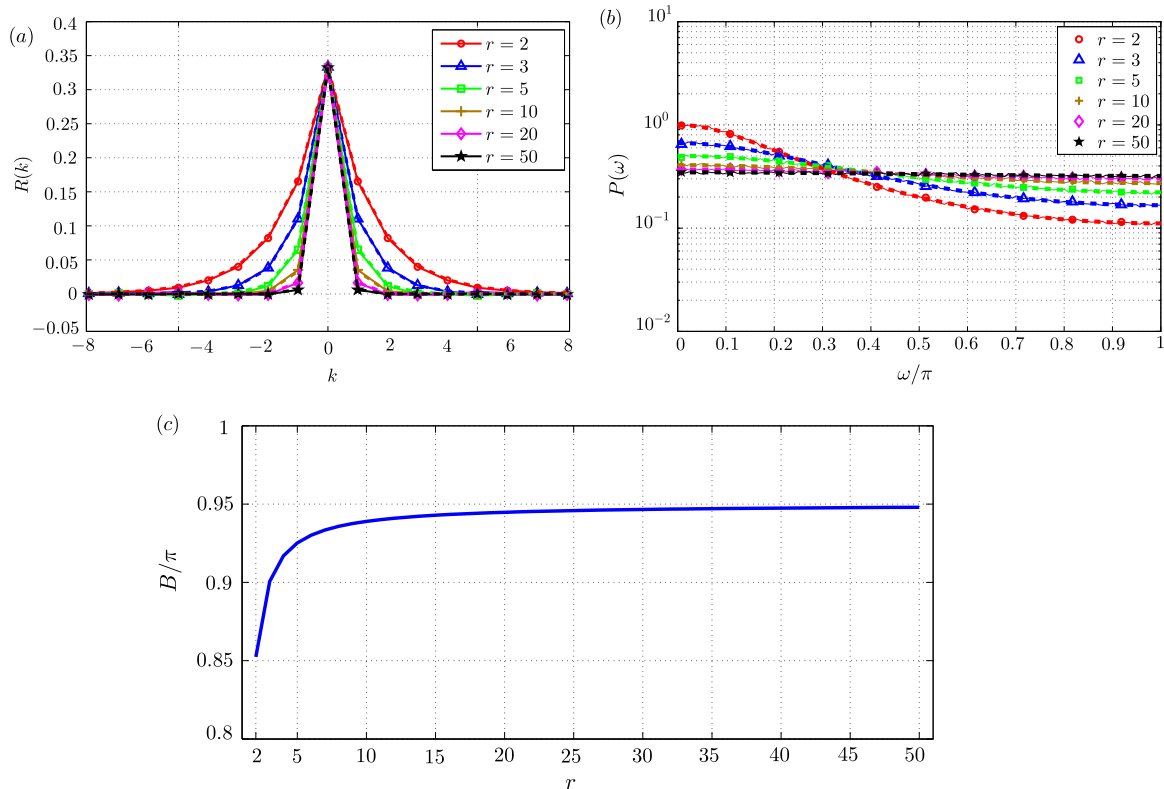 (a)
0.4
0.35
0.3
0.25
0.2
0.15
0.1
0.05
0
−0.05
R(k)
−8
−6
−4
−2
0
2
4
6
8
k
r = 2
r = 3
r = 5
r = 10
r = 20
r = 50
(b)
10^1
10^0
10^−1
10^−2
P(ω)
0
0.1
0.2
0.3
0.4
0.5
0.6
0.7
0.8
0.9
1
ω/π
r = 2
r = 3
r = 5
r = 10
r = 20
r = 50
(c)
1
0.95
0.9
0.85
0.8
B/π
2
5
10
15
20
25
30
35
40
45
50
r